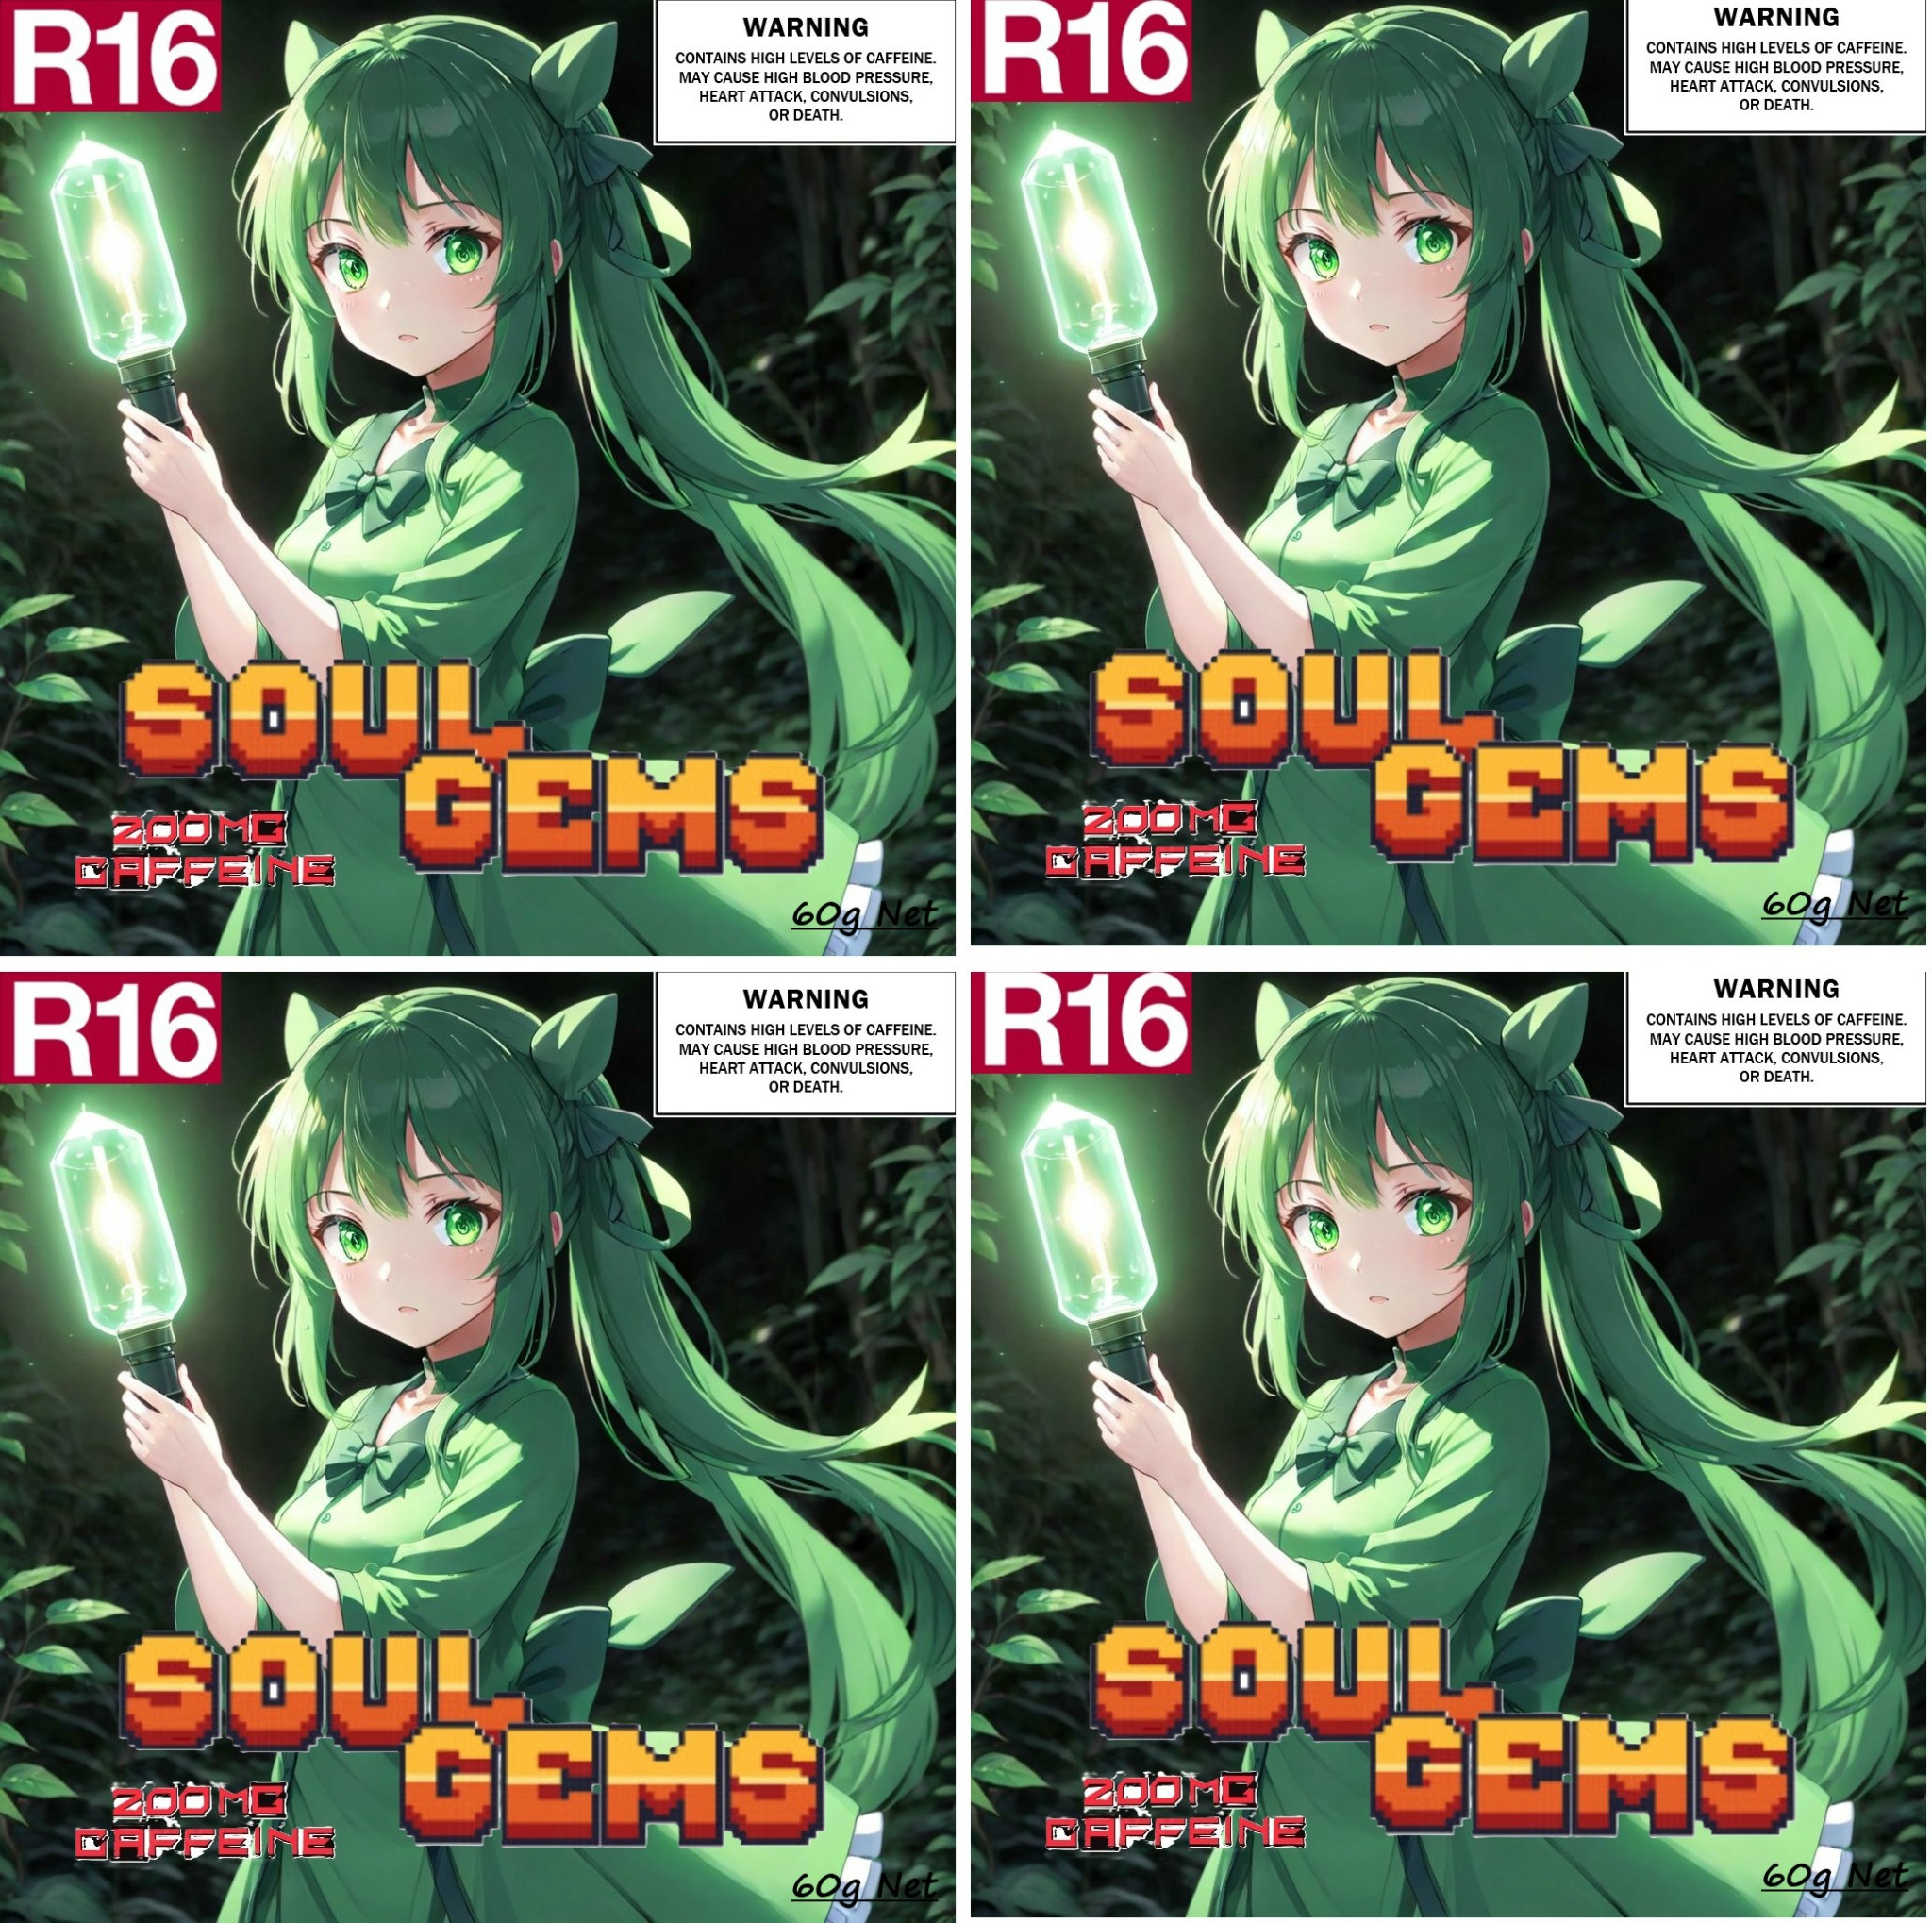 R16
WARNING
CONTAINS HIGH LEVELS OF CAFFEINE.
MAY CAUSE HIGH BLOOD PRESSURE,
HEART ATTACK, CONVULSIONS,
OR DEATH.
SOUL
GEMS
200MG
CAFFEINE
60g Net
R16
WARNING
CONTAINS HIGH LEVELS OF CAFFEINE.
MAY CAUSE HIGH BLOOD PRESSURE,
HEART ATTACK, CONVULSIONS,
OR DEATH.
SOUL
GEMS
200MG
CAFFEINE
60g Net
R16
WARNING
CONTAINS HIGH LEVELS OF CAFFEINE.
MAY CAUSE HIGH BLOOD PRESSURE,
HEART ATTACK, CONVULSIONS,
OR DEATH.
SOUL
GEMS
200MG
CAFFEINE
60g Net
R16
WARNING
CONTAINS HIGH LEVELS OF CAFFEINE.
MAY CAUSE HIGH BLOOD PRESSURE,
HEART ATTACK, CONVULSIONS,
OR DEATH.
SOUL
GEMS
200MG
CAFFEINE
60g Net